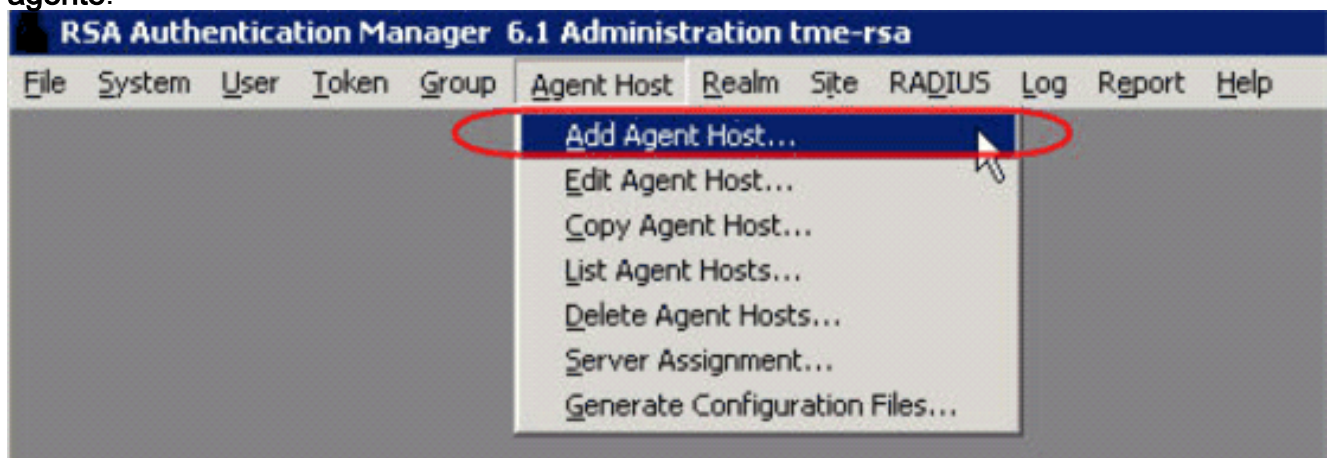 agente.
RSA Authentication Manager 6.1 Administration tme-rsa
File System User Token Group Agent Host Realm Site RADIUS Log Report Help
Add Agent Host...
Edit Agent Host...
Copy Agent Host...
List Agent Hosts...
Delete Agent Hosts...
Server Assignment...
Generate Configuration Files...